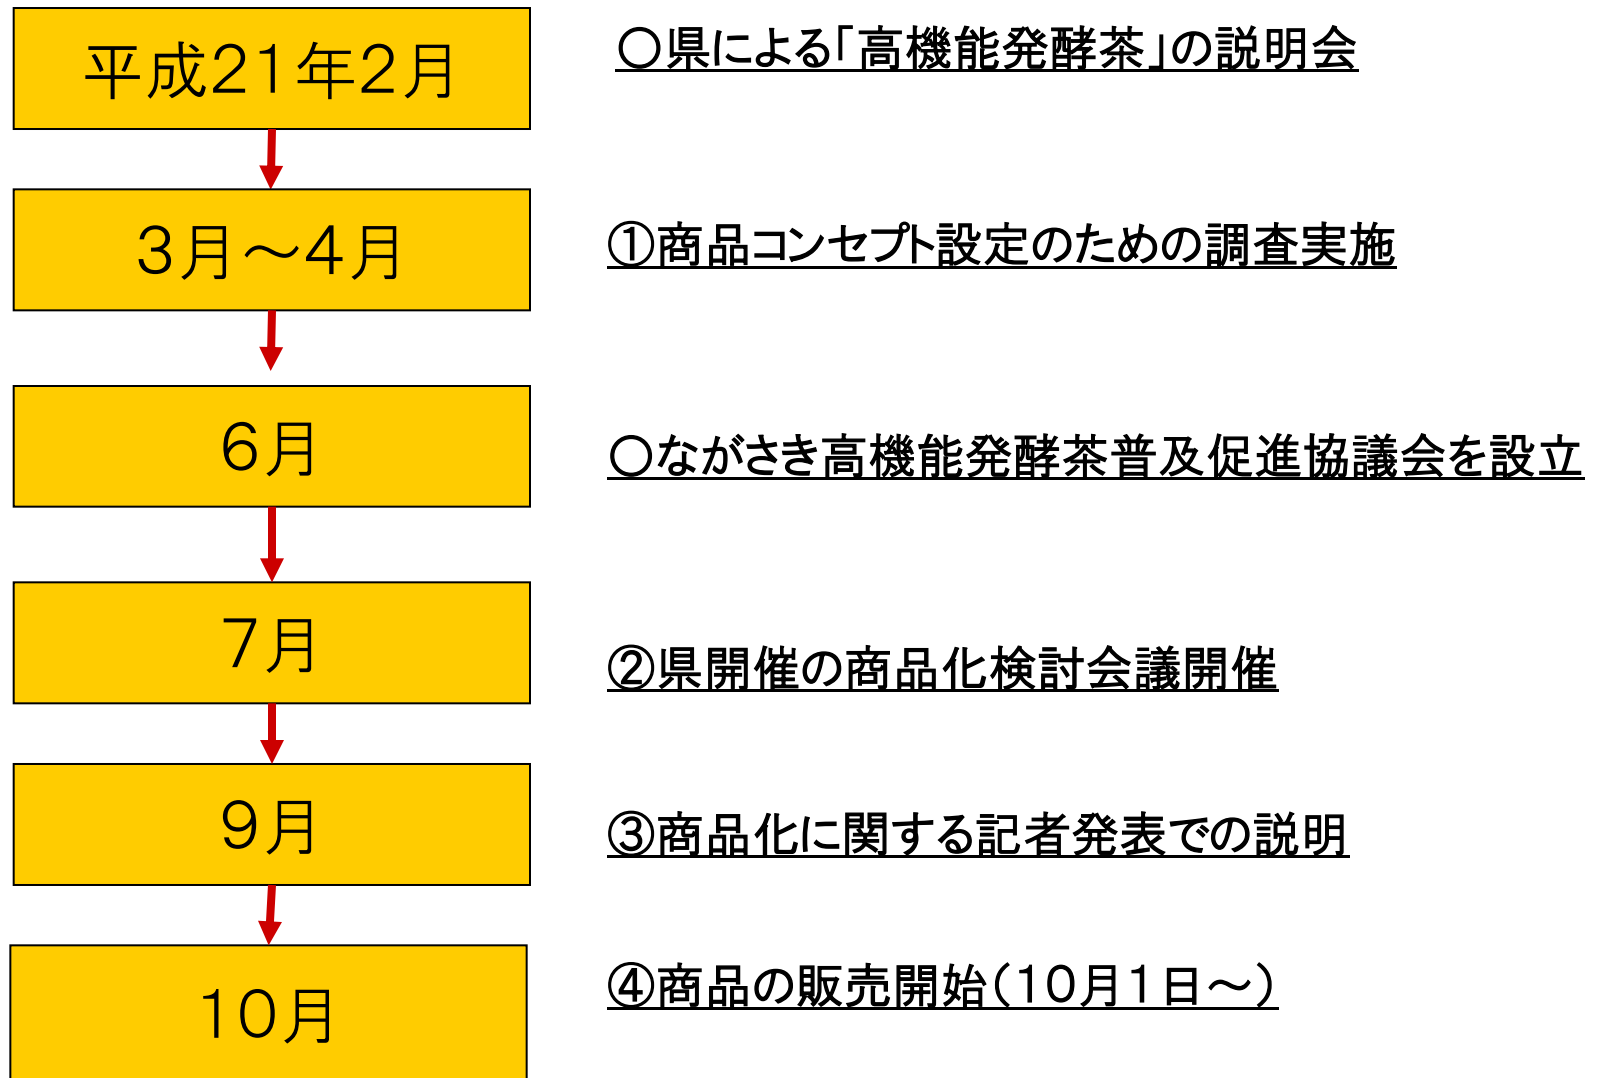 平成21年2月
○県による「高機能発酵茶」の説明会
3月～4月
①商品コンセプト設定のための調査実施
6月
○ながさき高機能発酵茶普及促進協議会を設立
7月
②県開催の商品化検討会議開催
9月
③商品化に関する記者発表での説明
10月
④商品の販売開始(10月1日～)